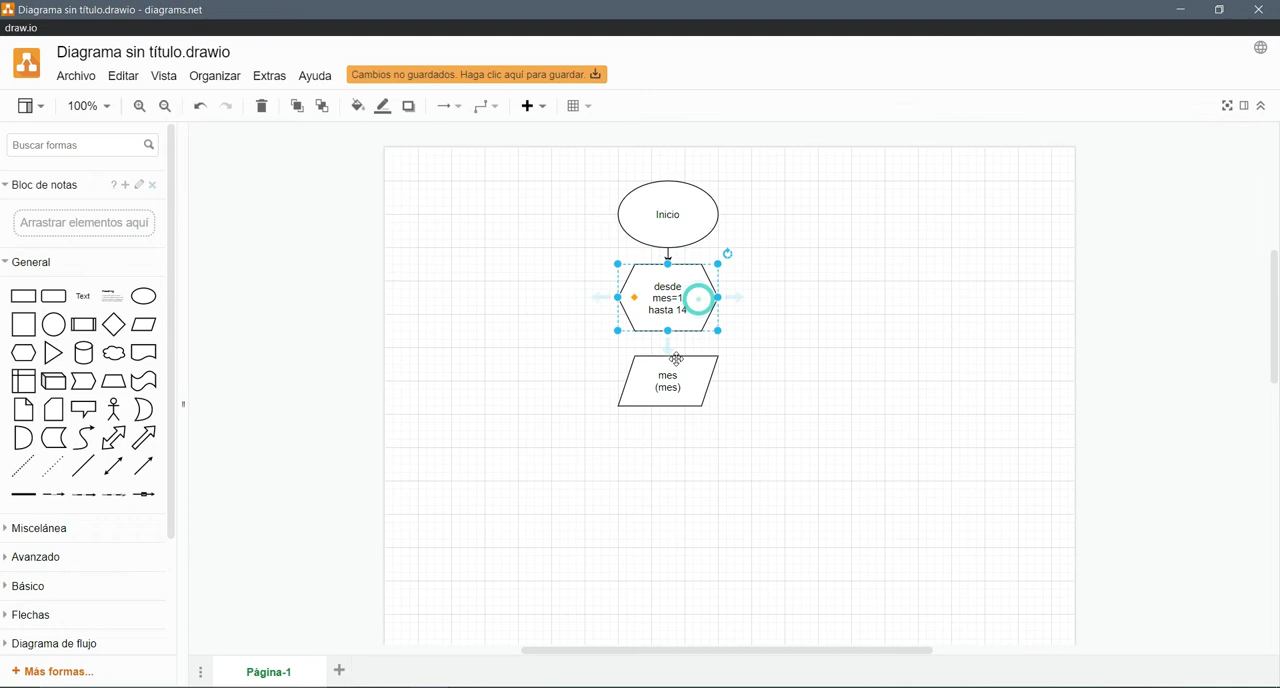 Diagrama sin título.drawio - diagrams.net
draw.io
Diagrama sin título.drawio
Archivo Editar Vista Organizar Extras Ayuda
Cambios no guardados. Haga clic aquí para guardar.
100%
Buscar formas
Bloc de notas
?
Arrastrar elementos aquí
General
Text
Heading
Misceláneа
Avanzado
Básico
Flechas
Diagrama de flujo
+ Más formas...
Inicio
desde
mes=1
hasta 14
mes
(mes)
Página-1